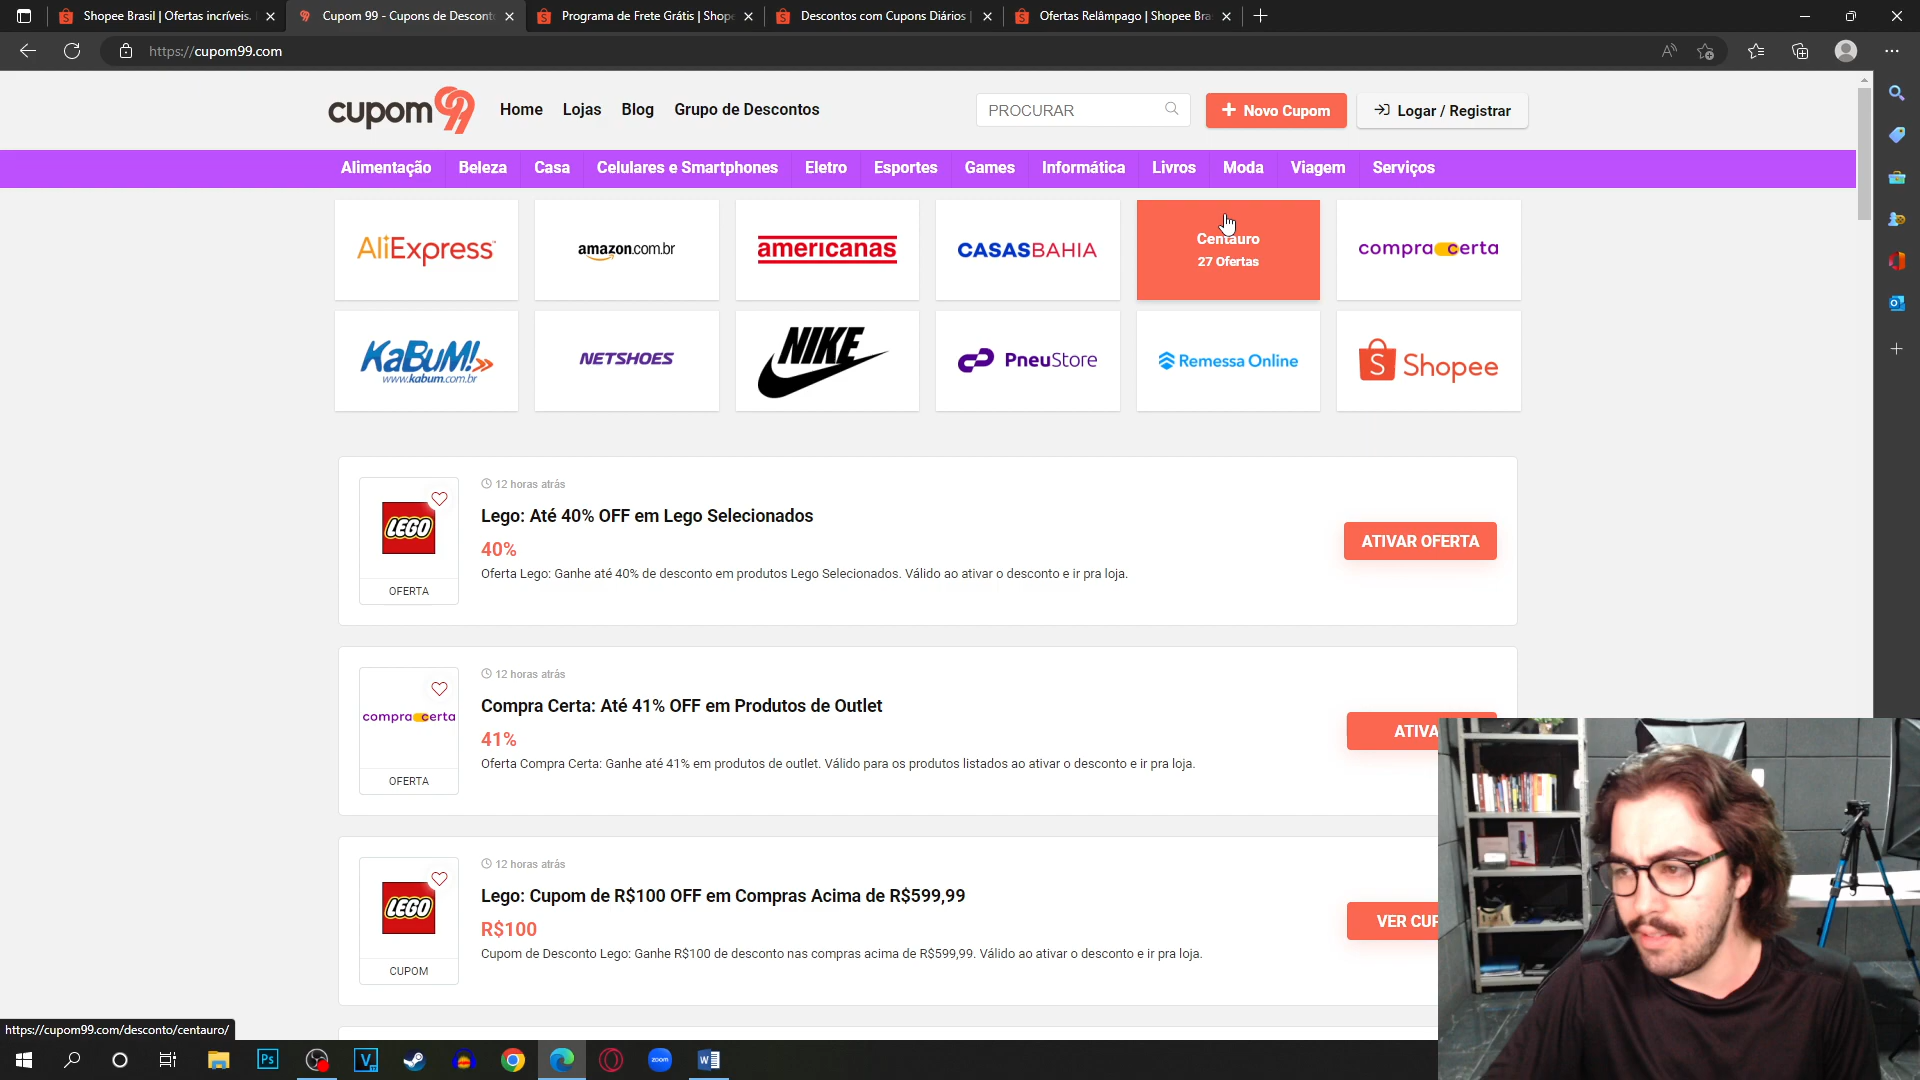 Shopee Brasil | Ofertas incríveis.
Cupom 99 - Cupons de Descont
Programa de Frete Grátis | Shope
Descontos com Cupons Diários |
Ofertas Relâmpago | Shopee Bra
https://cupom99.com
cupom99
Home
Lojas
Blog
Grupo de Descontos
PROCURAR
+ Novo Cupom
Logar / Registrar
Alimentação
Beleza
Casa
Celulares e Smartphones
Eletro
Esportes
Games
Informática
Livros
Moda
Viagem
Serviços
AliExpress
amazon.com.br
americanas
CASASBAHIA
Centauro
27 Ofertas
compracerta
KaBuM!
www.kabum.com.br
NETSHOES
NIKE
PneuStore
Remessa Online
Shopee
LEGO
OFERTA
12 horas atrás
Lego: Até 40% OFF em Lego Selecionados
40%
Oferta Lego: Ganhe até 40% de desconto em produtos Lego Selecionados. Válido ao ativar o desconto e ir pra loja.
ATIVAR OFERTA
compracerta
OFERTA
12 horas atrás
Compra Certa: Até 41% OFF em Produtos de Outlet
41%
Oferta Compra Certa: Ganhe até 41% em produtos de outlet. Válido para os produtos listados ao ativar o desconto e ir pra loja.
ATIVA
LEGO
CUPOM
12 horas atrás
Lego: Cupom de R$100 OFF em Compras Acima de R$599,99
R$100
Cupom de Desconto Lego: Ganhe R$100 de desconto nas compras acima de R$599,99. Válido ao ativar o desconto e ir pra loja.
VER CUP
https://cupom99.com/desconto/centauro/
Ps
V
zoom
W